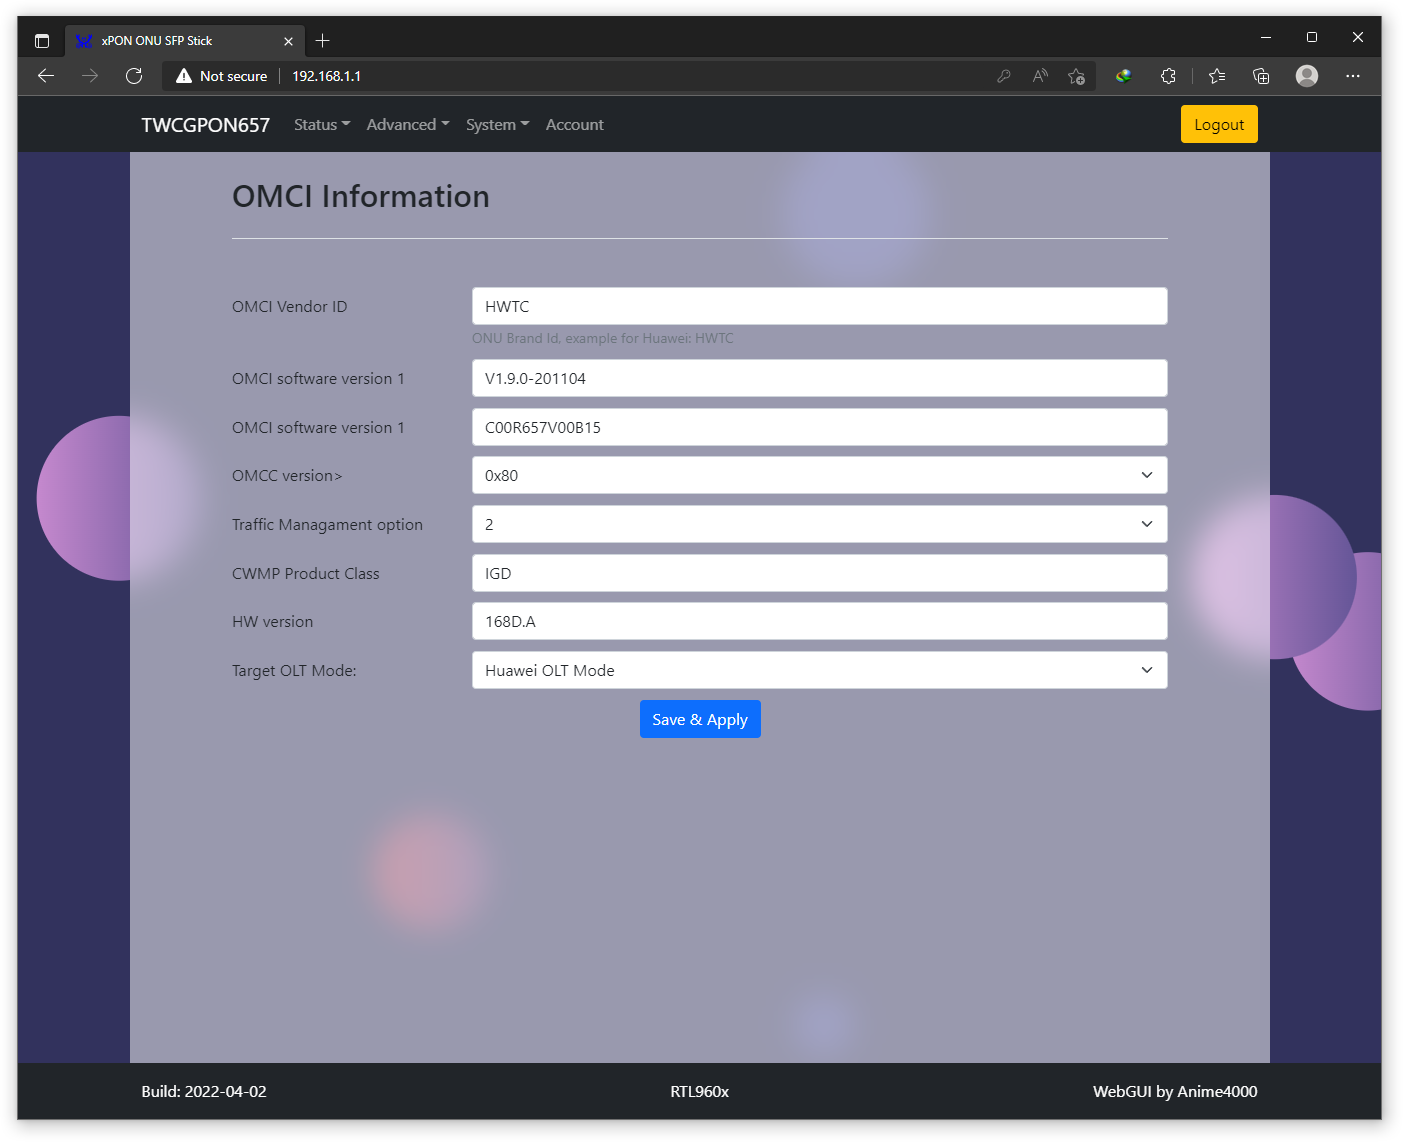 xPON ONU SFP Stick
Not secure
192.168.1.1
TWCGPON657 Status Advanced System Account Logout
OMCI Information
OMCI Vendor ID HWTC
ONU Brand Id, example for Huawei: HWTC
OMCI software version 1 V1.9.0-201104
OMCI software version 1 C00R657V00B15
OMCC version> 0x80
Traffic Managament option 2
CWMP Product Class IGD
HW version 168D.A
Target OLT Mode: Huawei OLT Mode
Save & Apply
Build: 2022-04-02 RTL960x WebGUI by Anime4000